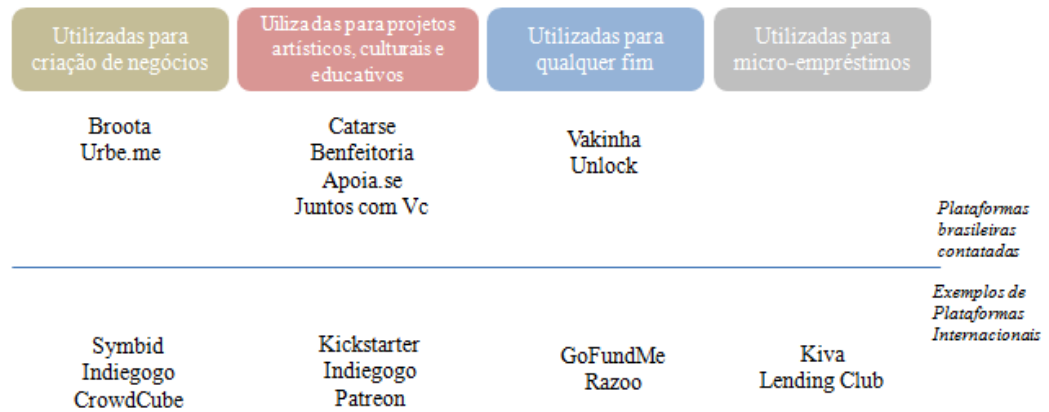 Utilizadas para
criação de negócios
Uiliza das para projetos
artísticos, culturais e
educativos
Utilizadas para
qualquer fim
Utilizadas para
micro-empréstimos
Broota
Urbe.me
Catarse
Benfeitoria
Apoia.se
Juntos com Vc
Vakinha
Unlock
Plataformas
brasileiras
contatadas
Exemplos de
Plataformas
Internacionais
Symbid
Indiegogo
CrowdCube
Kickstarter
Indiegogo
Patreon
GoFundMe
Razoo
Kiva
Lending Club